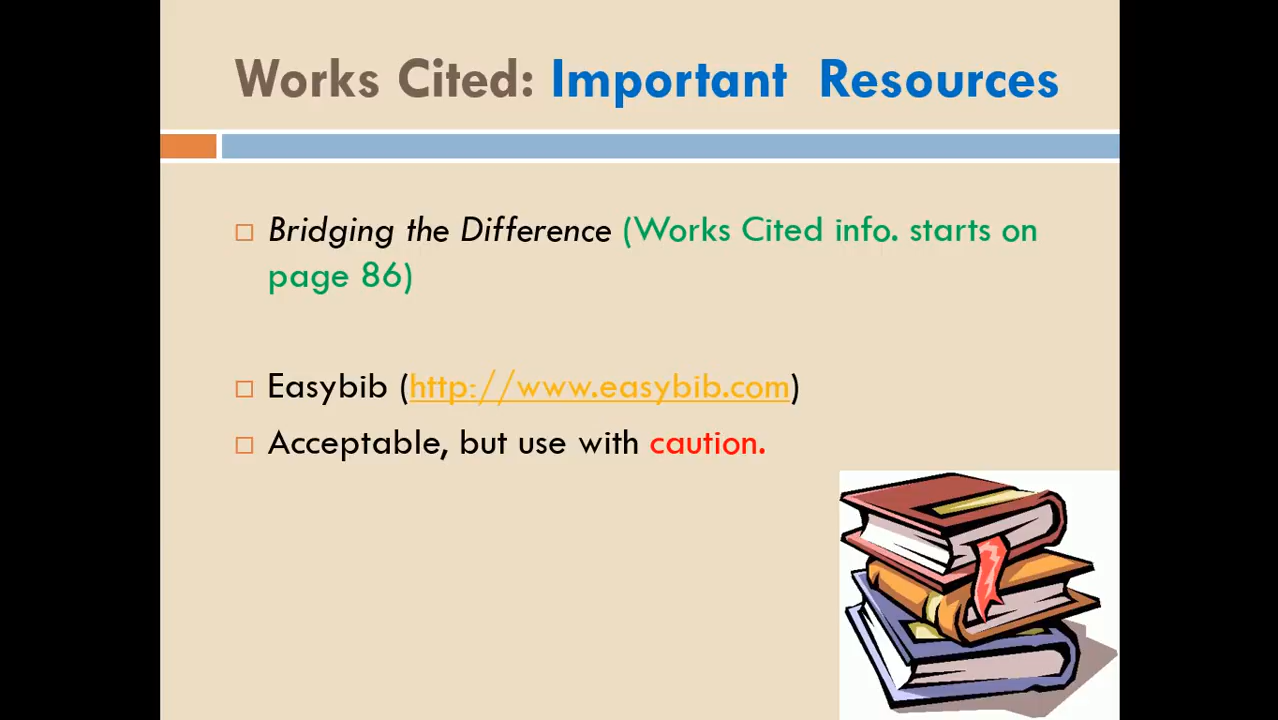 Works Cited: Important Resources
Bridging the Difference (Works Cited info. starts on
page 86)
Easybib (http://www.easybib.com)
Acceptable, but use with caution.